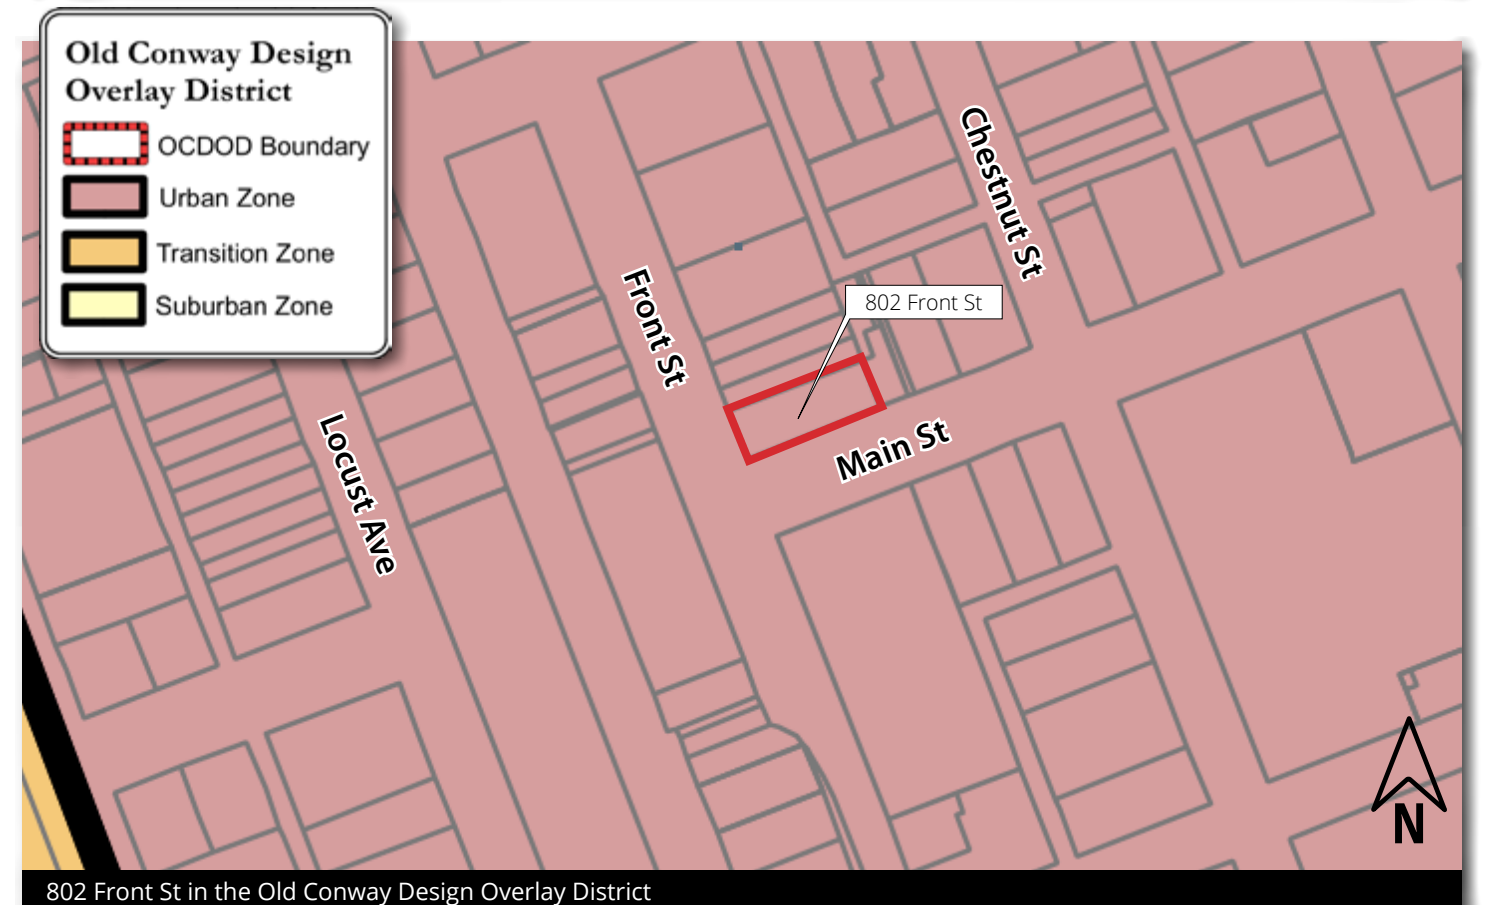 Old Conway Design
Overlay District
OCDOD Boundary
Urban Zone
Transition Zone
Suburban Zone
Chestnut St
Front St
802 Front St
Locust Ave
Main St
N
802 Front St in the Old Conway Design Overlay District